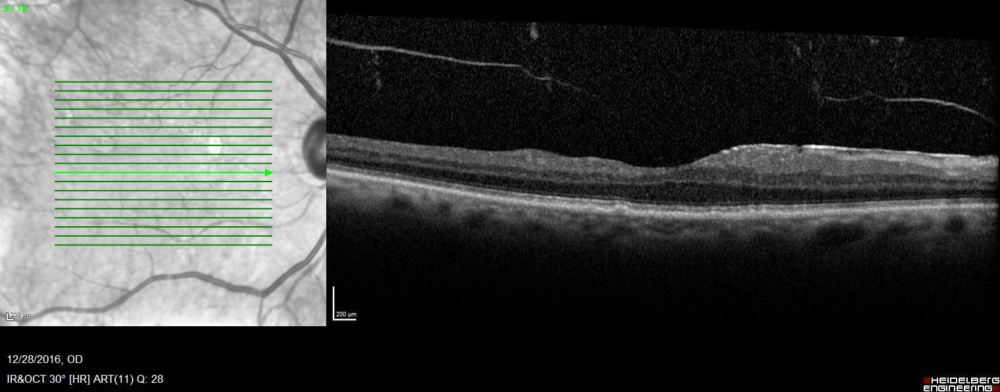 9 / 19
200 µm
200 µm
12/28/2016, OD
IR&OCT 30° [HR] ART(11) Q: 28
HEIDELBERG
ENGINEERING